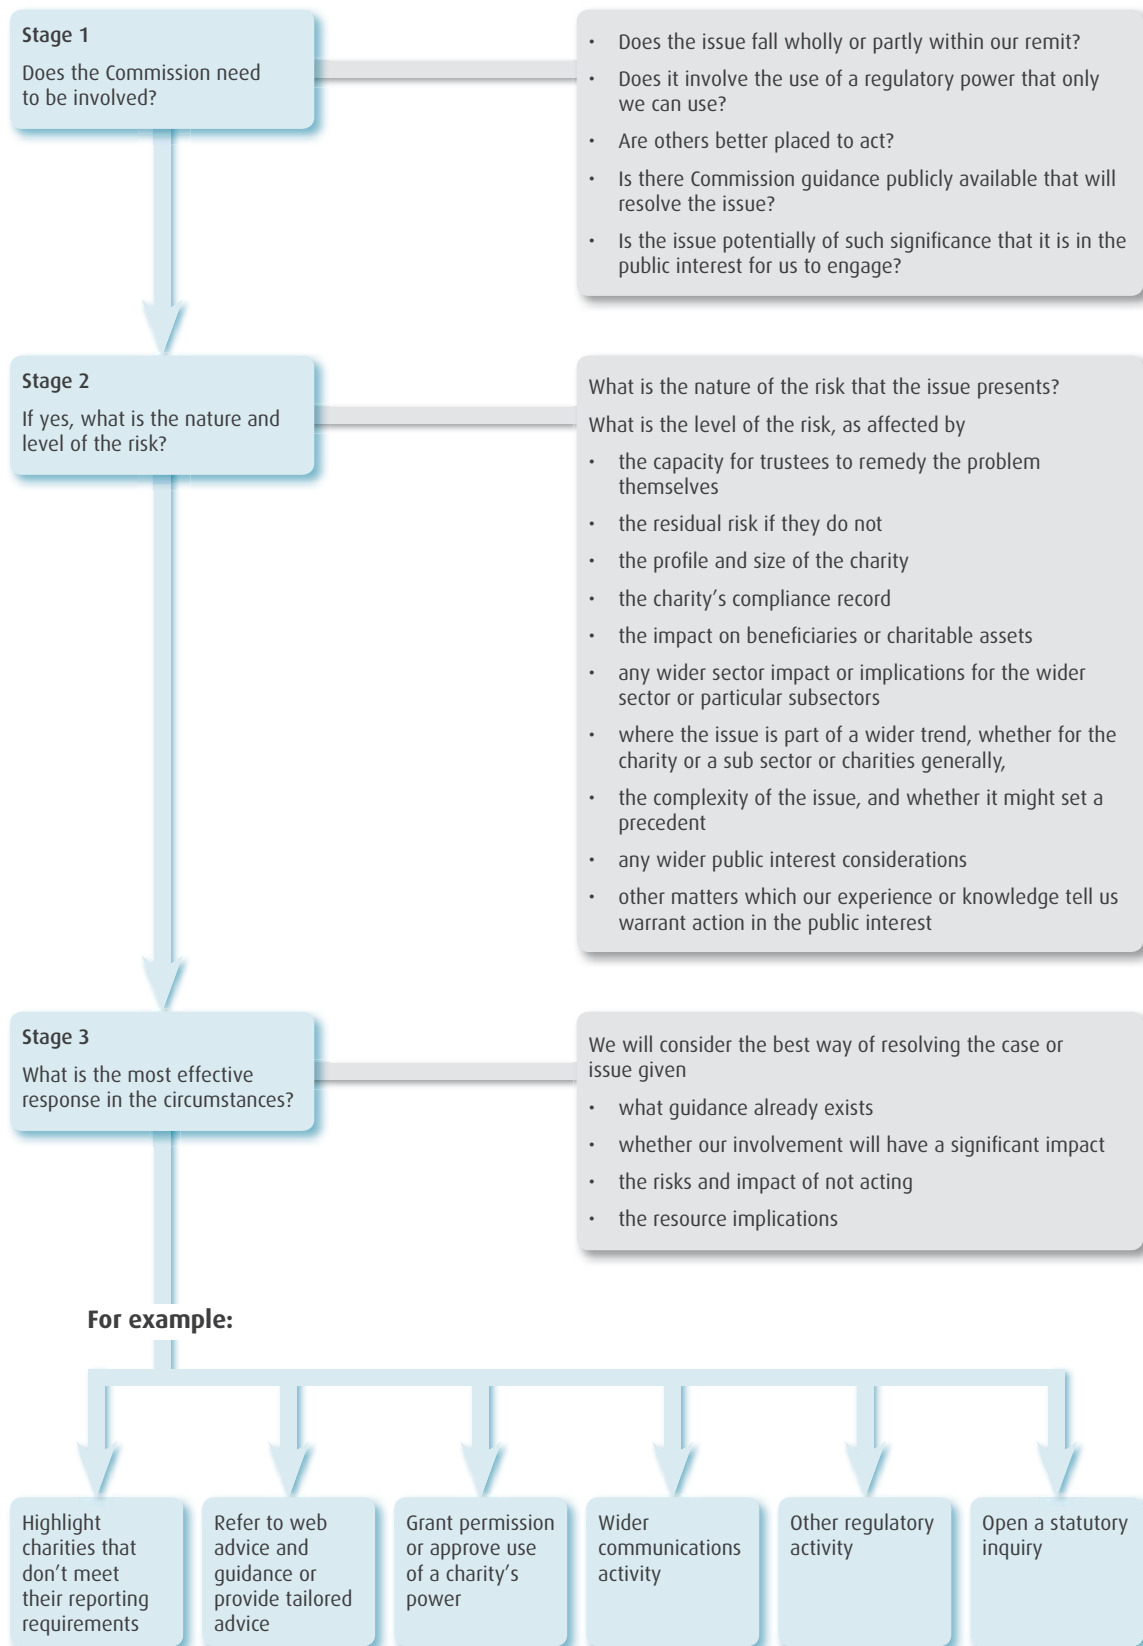 Stage 1
Does the Commission need
to be involved?
• Does the issue fall wholly or partly within our remit?
• Does it involve the use of a regulatory power that only
we can use?
• Are others better placed to act?
• Is there Commission guidance publicly available that will
resolve the issue?
• Is the issue potentially of such significance that it is in the
public interest for us to engage?
Stage 2
If yes, what is the nature and
level of the risk?
What is the nature of the risk that the issue presents?
What is the level of the risk, as affected by
• the capacity for trustees to remedy the problem
themselves
• the residual risk if they do not
• the profile and size of the charity
• the charity’s compliance record
• the impact on beneficiaries or charitable assets
• any wider sector impact or implications for the wider
sector or particular subsectors
• where the issue is part of a wider trend, whether for the
charity or a sub sector or charities generally,
• the complexity of the issue, and whether it might set a
precedent
• any wider public interest considerations
• other matters which our experience or knowledge tell us
warrant action in the public interest
Stage 3
What is the most effective
response in the circumstances?
We will consider the best way of resolving the case or
issue given
• what guidance already exists
• whether our involvement will have a significant impact
• the risks and impact of not acting
• the resource implications
For example:
Highlight
charities that
don’t meet
their reporting
requirements
Refer to web
advice and
guidance or
provide tailored
advice
Grant permission
or approve use
of a charity’s
power
Wider
communications
activity
Other regulatory
activity
Open a statutory
inquiry